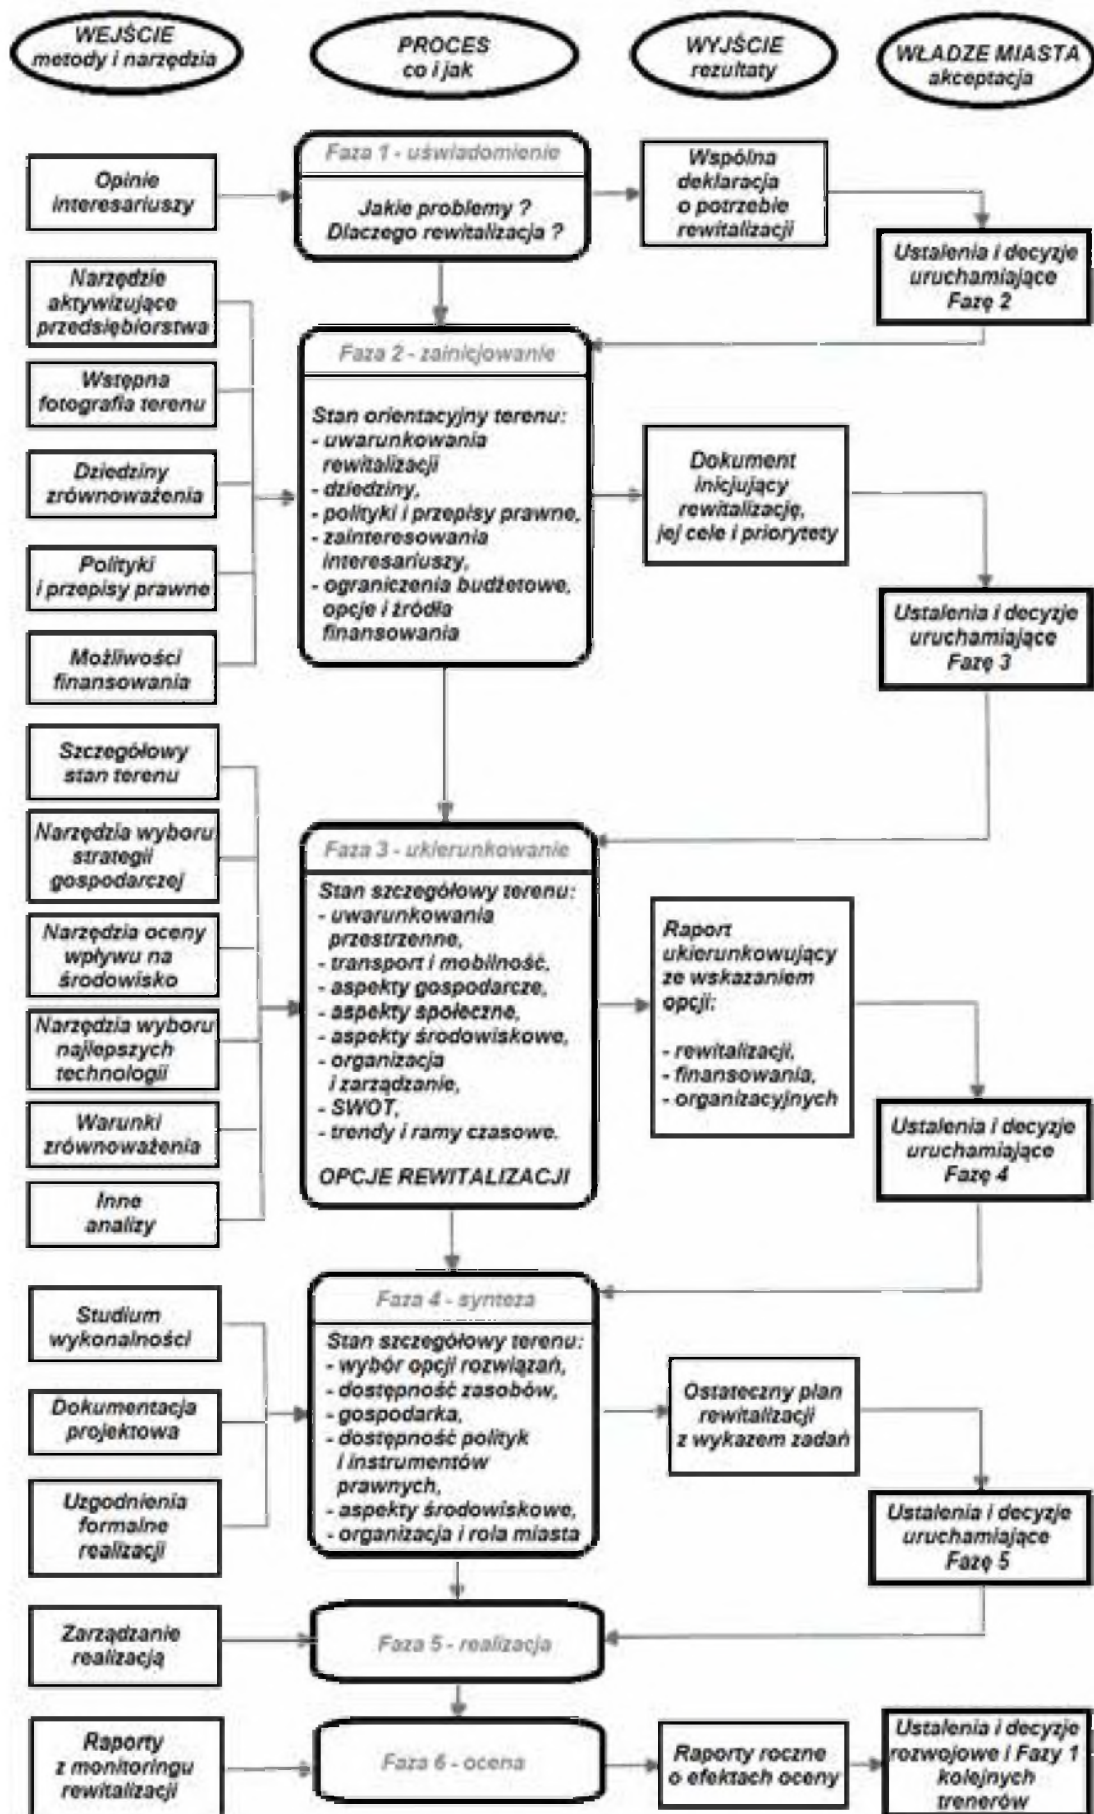 WEJŚCIE
metody i narzędzia
PROCES
co i jak
WYJŚCIE
rezultaty
WŁADZE MIASTA
akceptacja
Opinie
interesariuszy
Faza 1 - uświadomienie
Jakie problemy ?
Dlaczego rewitalizacja ?
Wspólna
deklaracja
o potrzebie
rewitalizacji
Ustalenia i decyzje
uruchamiające
Fazę 2
Narzędzie
aktywizujące
przedsiębiorstwa
Wstępna
fotografia terenu
Dziedziny
zrównoważenia
Polityki
i przepisy prawne
Możliwości
finansowania
Faza 2 - zainicjowanie
Stan orientacyjny terenu:
- uwarunkowania
rewitalizacji
- dziedziny,
- polityki i przepisy prawne,
- zainteresowania
interesariuszy,
- ograniczenia budżetowe,
opcje i źródła
finansowania
Dokument
inicjujący
rewitalizację,
jej cele i priorytety
Ustalenia i decyzje
uruchamiające
Fazę 3
Szczegółowy
stan terenu
Narzędzia wyboru
strategii
gospodarczej
Narzędzia oceny
wpływu na
środowisko
Narzędzia wyboru
najlepszych
technologii
Warunki
zrównoważenia
Inne
analizy
Faza 3 - ukierunkowanie
Stan szczegółowy terenu:
- uwarunkowania
przestrzenne,
- transport i mobilność,
- aspekty gospodarcze,
- aspekty społeczne,
- aspekty środowiskowe,
- organizacja
i zarządzanie,
- SWOT,
- trendy i ramy czasowe.
OPCJE REWITALIZACJI
Raport
ukierunkowujący
ze wskazaniem
opcji:
- rewitalizacji,
- finansowania,
- organizacyjnych
Ustalenia i decyzje
uruchamiające
Fazę 4
Studium
wykonalności
Dokumentacja
projektowa
Uzgodnienia
formalne
realizacji
Faza 4 - synteza
Stan szczegółowy terenu:
- wybór opcji rozwiązań,
- dostępność zasobów,
- gospodarka,
- dostępność polityk
i instrumentów
prawnych,
- aspekty środowiskowe,
- organizacja i rola miasta
Ostateczny plan
rewitalizacji
z wykazem zadań
Ustalenia i decyzje
uruchamiające
Fazę 5
Zarządzanie
realizacją
Faza 5 - realizacja
Raporty
z monitoringu
rewitalizacji
Faza 6 - ocena
Raporty roczne
o efektach oceny
Ustalenia i decyzje
rozwojowe i Fazy 1
kolejnych
trenerów